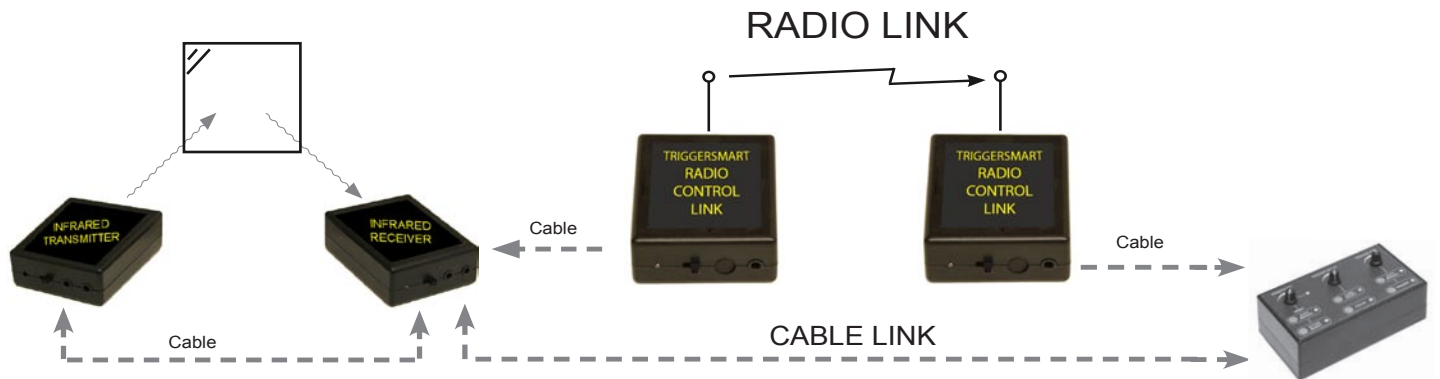 RADIO LINK
TRIGGERSMART
RADIO
CONTROL
LINK
TRIGGERSMART
RADIO
CONTROL
LINK
INFRARED
TRANSMITTER
INFRARED
RECEIVER
Cable
Cable
Cable
CABLE LINK